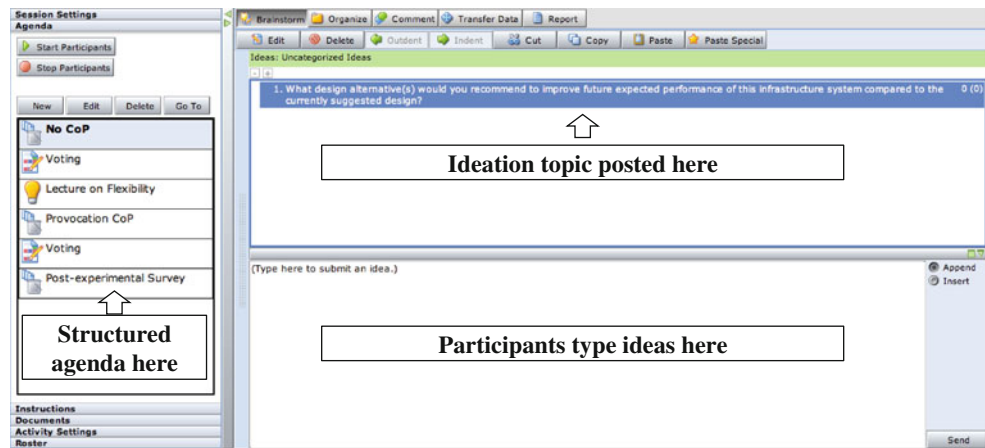 Session Settings
Agenda
Start Participants
Stop Participants
New Edit Delete Go To
No CoP
Voting
Lecture on Flexibility
Provocation CoP
Voting
Post-experimental Survey
Structured
agenda here
Instructions
Documents
Activity Settings
Roster
Brainstorm Organize Comment Transfer Data Report
Edit Delete Outdent Indent Cut Copy Paste Paste Special
Ideas: Uncategorized Ideas
1. What design alternative(s) would you recommend to improve future expected performance of this infrastructure system compared to the 0 (0)
currently suggested design?
Ideation topic posted here
(Type here to submit an idea.)
Append
Insert
Participants type ideas here
Send